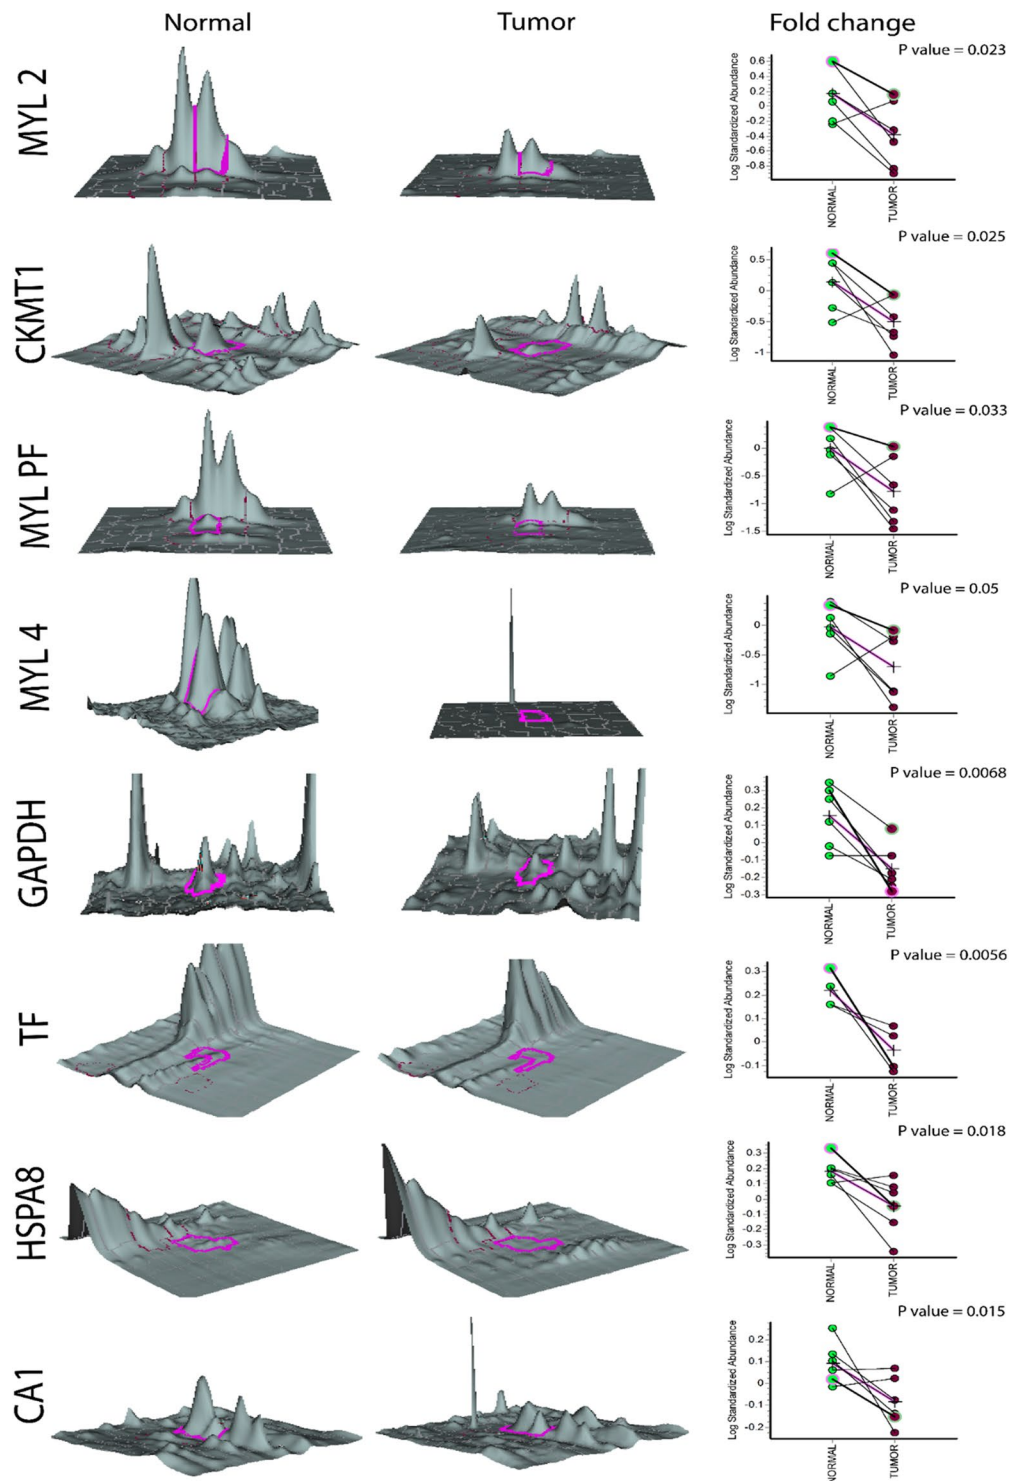 Normal Tumor Fold change
MYL 2
P value = 0.023
Log Standardized Abundance
0.6
0.4
0.2
0
-0.2
-0.4
-0.6
-0.8
NORMAL
TUMOR
CKMT1
P value = 0.025
Log Standardized Abundance
0.5
0
-0.5
-1
NORMAL
TUMOR
MYL PF
P value = 0.033
Log Standardized Abundance
0
-0.5
-1
-1.5
NORMAL
TUMOR
MYL 4
P value = 0.05
Log Standardized Abundance
0
-0.5
-1
NORMAL
TUMOR
GAPDH
P value = 0.0068
Log Standardized Abundance
0.3
0.2
0.1
0
-0.1
-0.2
-0.3
NORMAL
TUMOR
TF
P value = 0.0056
Log Standardized Abundance
0.3
0.2
0.1
0
-0.1
NORMAL
TUMOR
HSPA8
P value = 0.018
Log Standardized Abundance
0.3
0.2
0.1
0
-0.1
-0.2
-0.3
NORMAL
TUMOR
CA1
P value = 0.015
Log Standardized Abundance
0.2
0.1
0
-0.1
-0.2
NORMAL
TUMOR